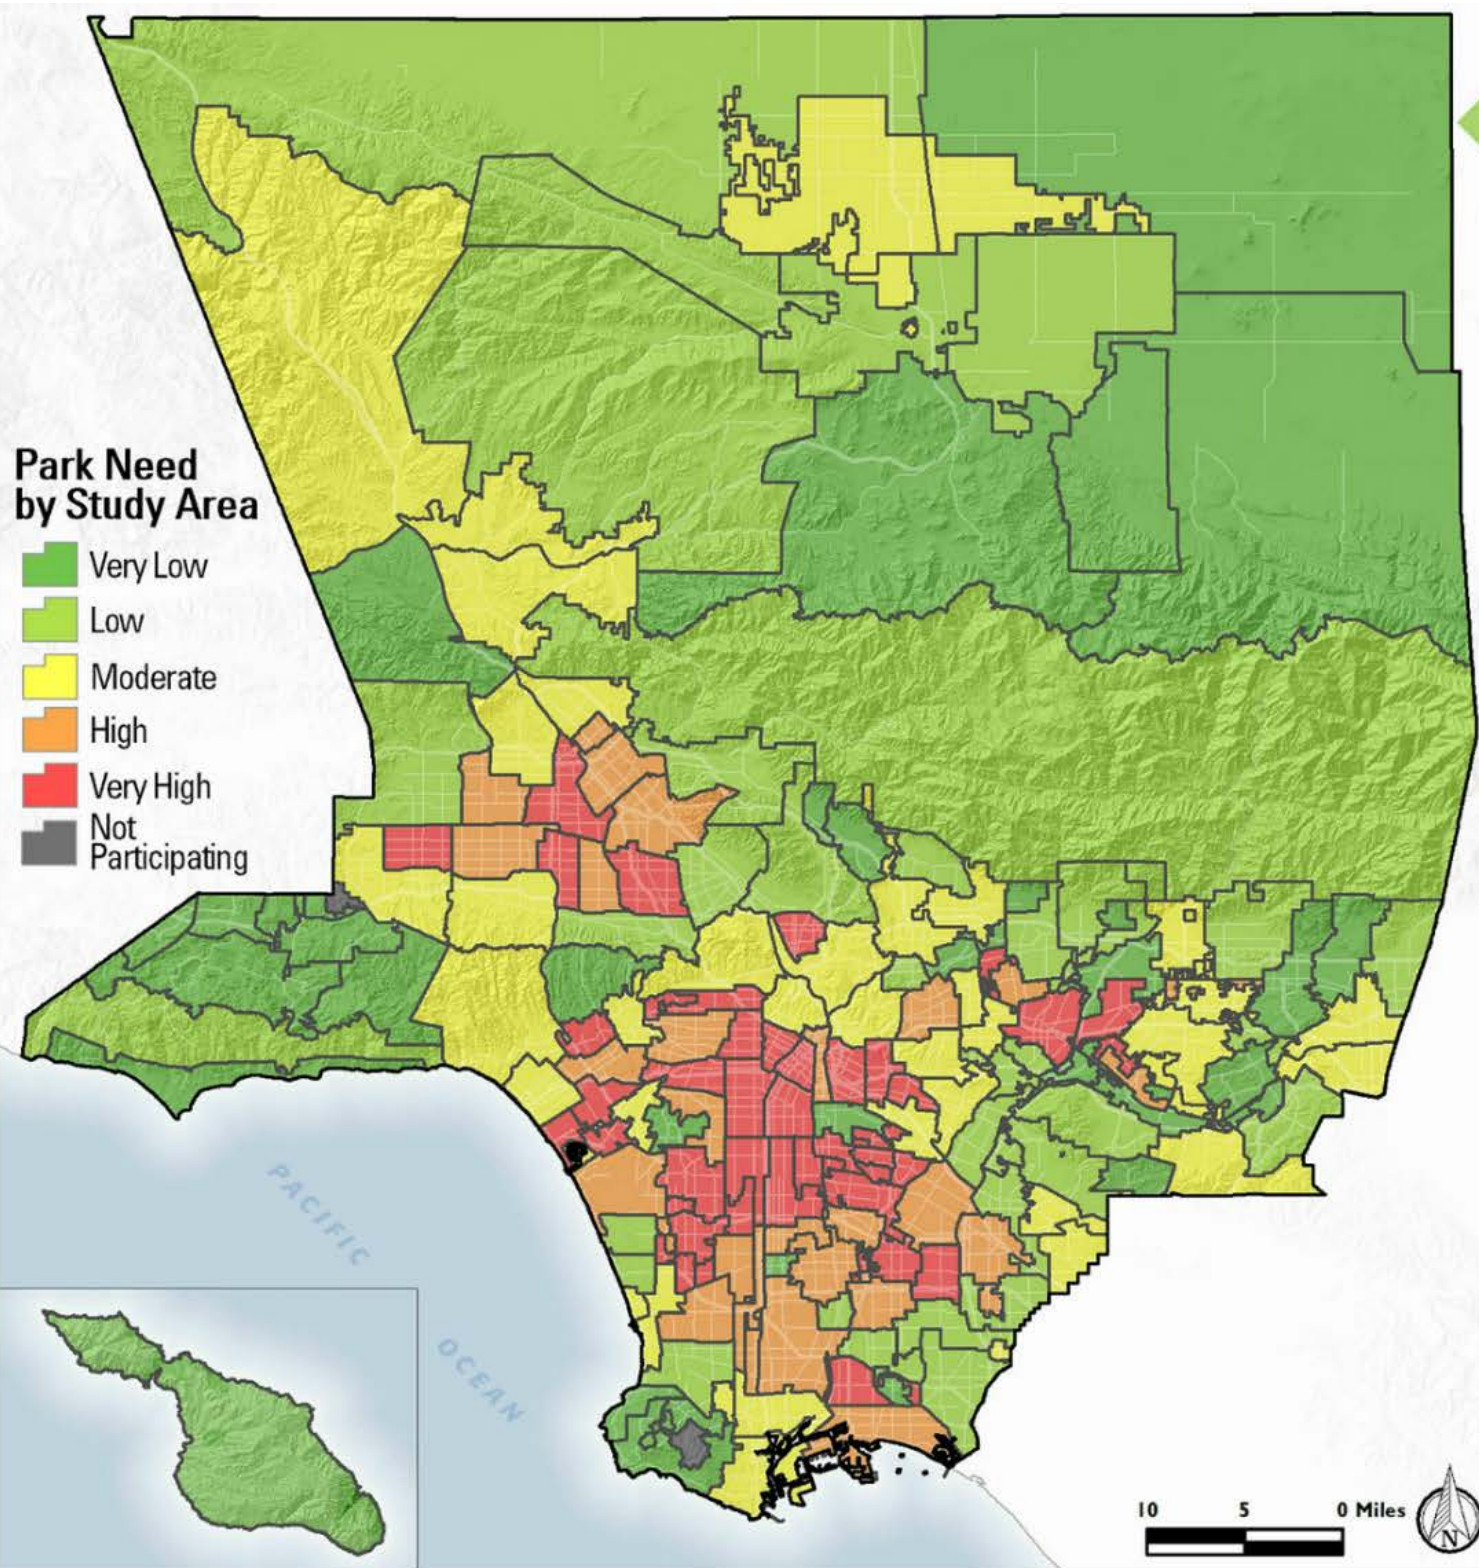 Park Need
by Study Area
Very Low
Low
Moderate
High
Very High
Not
Participating
PACIFIC
OCEAN
10 5 0 Miles
N